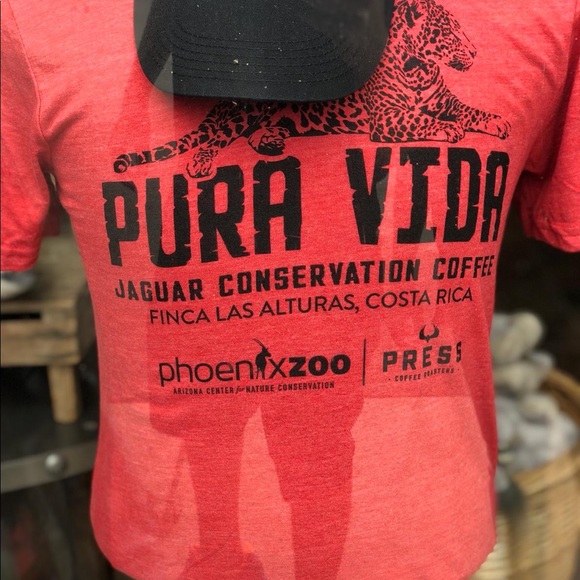 PURA VIDA
JAGUAR CONSERVATION COFFEE
FINCA LAS ALTURAS, COSTA RICA
phoenixzoo
ARIZONA CENTER for NATURE CONSERVATION
PRESS
COFFEE ROASTERS